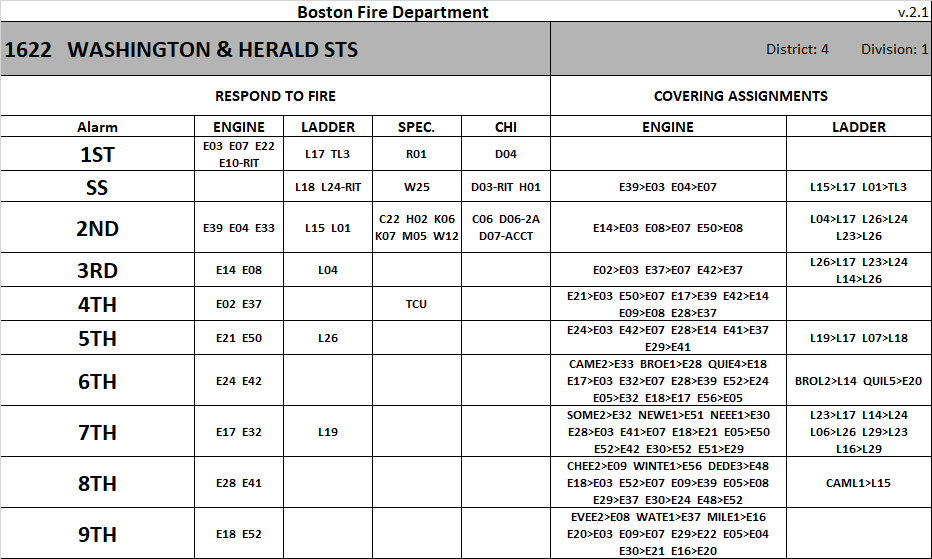 Boston Fire Department v.2.1
1622 WASHINGTON & HERALD STS District: 4 Division: 1
RESPOND TO FIRE COVERING ASSIGNMENTS
Alarm ENGINE LADDER SPEC. CHI ENGINE LADDER
1ST
E03 E07 E22
E10-RIT
L17 TL3
R01
D04
SS
L18 L24-RIT
W25
D03-RIT H01
E39>E03 E04>E07
L15>L17 L01>TL3
2ND
E39 E04 E33
L15 L01
C22 H02 K06
K07 M05 W12
C06 D06-2A
D07-ACCT
E14>E03 E08>E07 E50>E08
L04>L17 L26>L24
L23>L26
3RD
E14 E08
L04
E02>E03 E37>E07 E42>E37
L26>L17 L23>L24
L14>L26
4TH
E02 E37
TCU
E21>E03 E50>E07 E17>E39 E42>E14
E09>E08 E28>E37
5TH
E21 E50
L26
E24>E03 E42>E07 E28>E14 E41>E37
E29>E41
L19>L17 L07>L18
6TH
E24 E42
CAME2>E33 BROE1>E28 QUIE4>E18
E17>E03 E32>E07 E28>E39 E52>E24
E05>E32 E18>E17 E56>E05
BROL2>L14 QUIL5>E20
7TH
E17 E32
L19
SOME2>E32 NEWE1>E51 NEEE1>E30
E28>E03 E41>E07 E18>E21 E05>E50
E52>E42 E30>E52 E51>E29
L23>L17 L14>L24
L06>L26 L29>L23
L16>L29
8TH
E28 E41
CHEE2>E09 WINTE1>E56 DEDE3>E48
E18>E03 E52>E07 E09>E39 E05>E08
E29>E37 E30>E24 E48>E52
CAML1>L15
9TH
E18 E52
EVEE2>E08 WATE1>E37 MILE1>E16
E20>E03 E09>E07 E29>E22 E05>E04
E30>E21 E16>E20